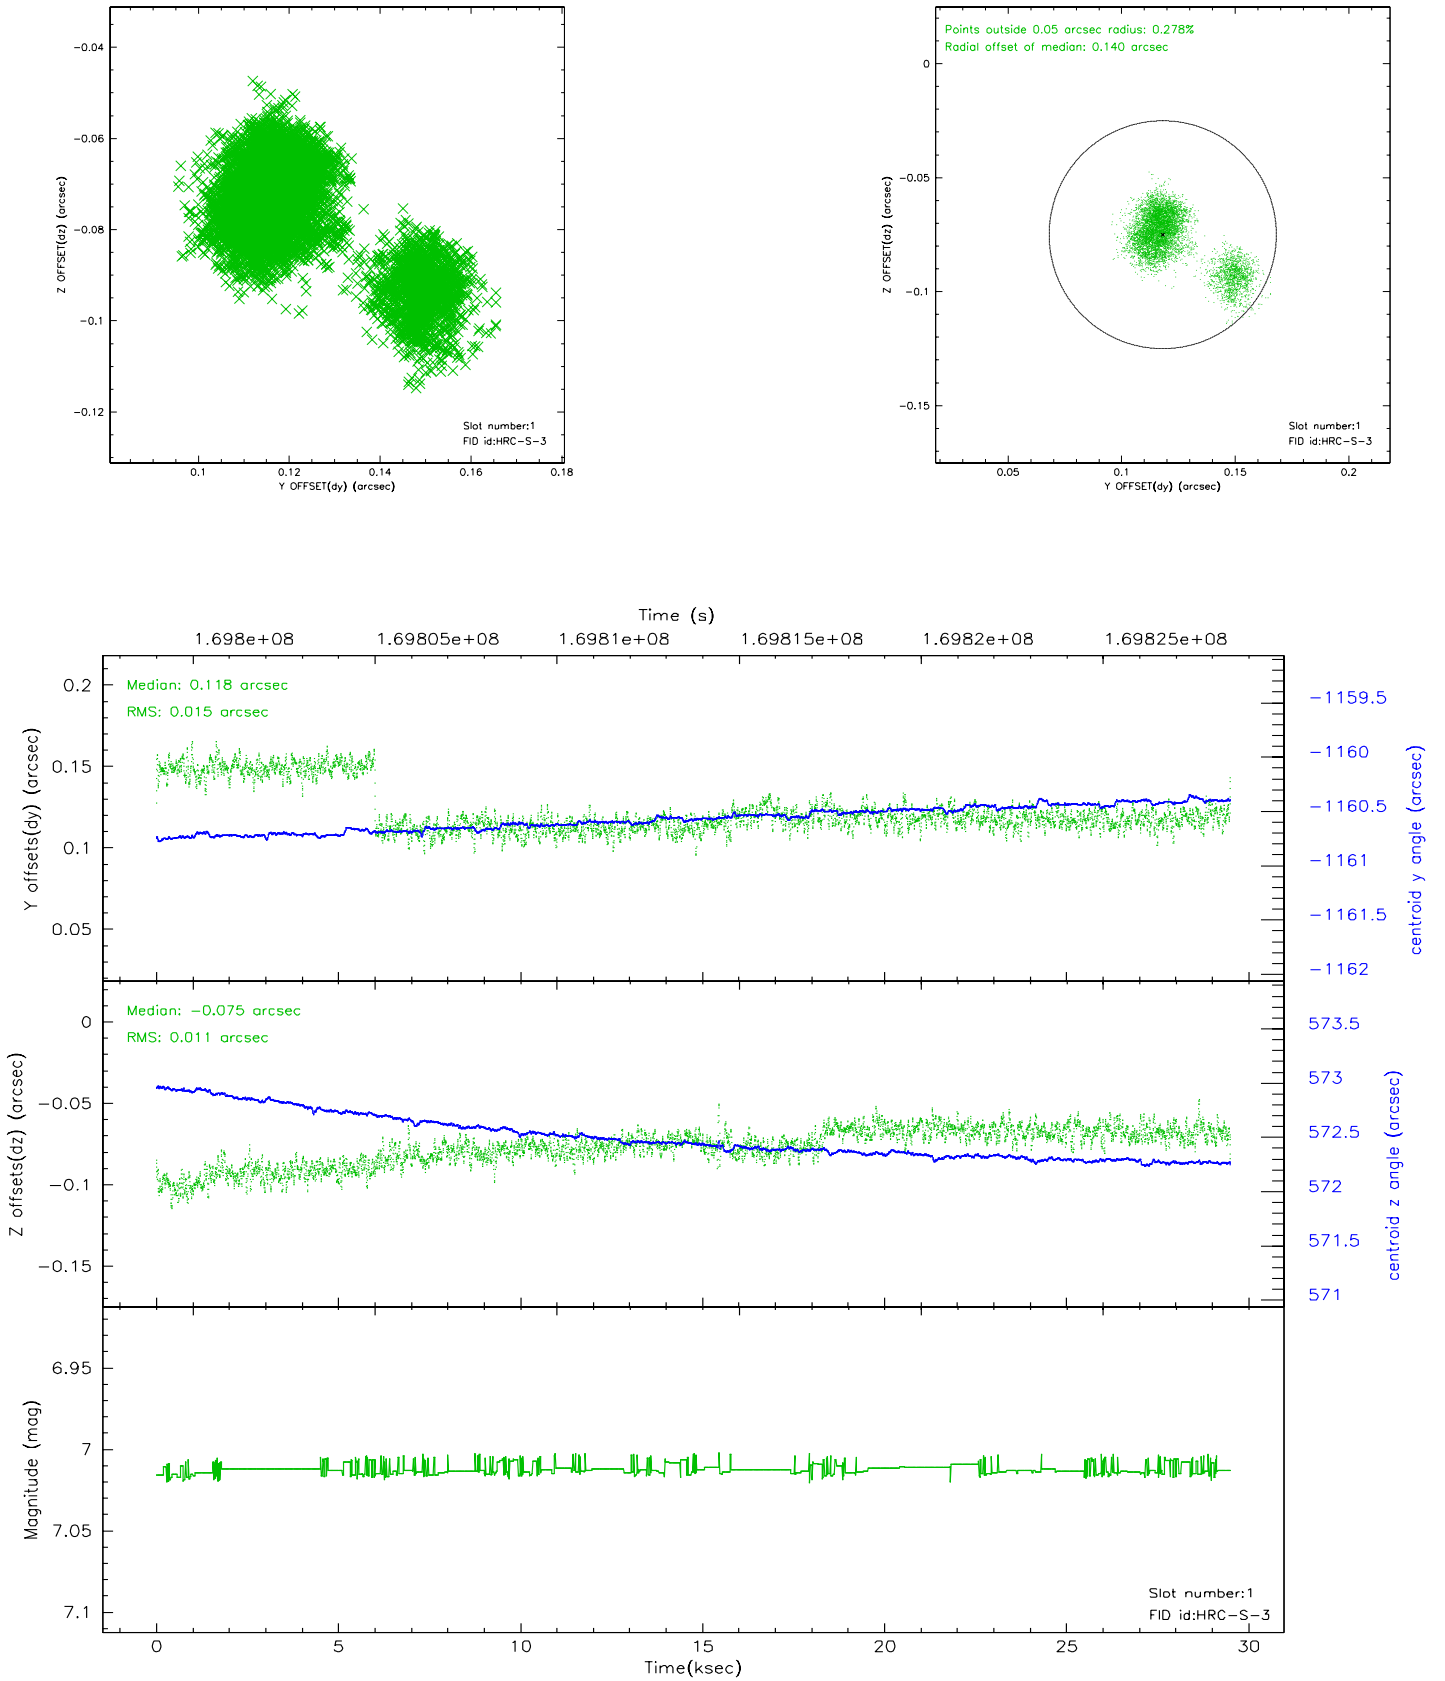 −0.04
−0.06
−0.08
−0.1
−0.12
Z OFFSET(dz) (arcsec)
Slot number:1
FID id:HRC−S−3
0.1 0.12 0.14 0.16 0.18
Y OFFSET(dy) (arcsec)
Points outside 0.05 arcsec radius: 0.278%
Radial offset of median: 0.140 arcsec
0
−0.05
−0.1
−0.15
Z OFFSET(dz) (arcsec)
Slot number:1
FID id:HRC−S−3
0.05 0.1 0.15 0.2
Y OFFSET(dy) (arcsec)
Time (s)
1.698e+08 1.69805e+08 1.6981e+08 1.69815e+08 1.6982e+08 1.69825e+08
Median: 0.118 arcsec
RMS: 0.015 arcsec
0.2
0.15
0.1
0.05
Y offsets(dy) (arcsec)
−1159.5
−1160
−1160.5
−1161
−1161.5
−1162
centroid y angle (arcsec)
Median: −0.075 arcsec
RMS: 0.011 arcsec
0
−0.05
−0.1
−0.15
Z offsets(dz) (arcsec)
573.5
573
572.5
572
571.5
571
centroid z angle (arcsec)
6.95
7
7.05
7.1
Magnitude (mag)
Slot number:1
FID id:HRC−S−3
0 5 10 15 20 25 30
Time(ksec)